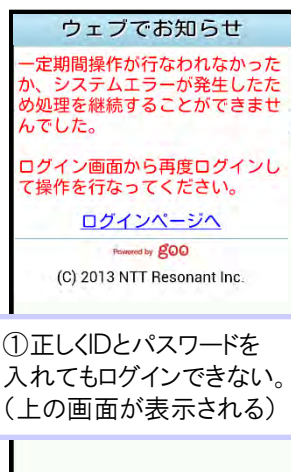 ウェブでお知らせ
一定期間操作が行なわれなかった
か、システムエラーが発生したた
め処理を継続することができませ
んでした。
ログイン画面から再度ログインし
て操作を行なってください。
ログインページへ
Powered by goo
(C) 2013 NTT Resonant Inc.
①正しくIDとパスワードを
入れてもログインできない。
（上の画面が表示される）